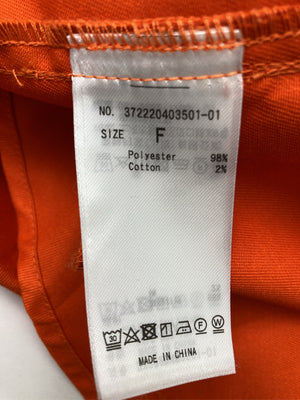 NO. 372220403501-01
SIZE F
Polyester 98%
Cotton 2%
MADE IN CHINA